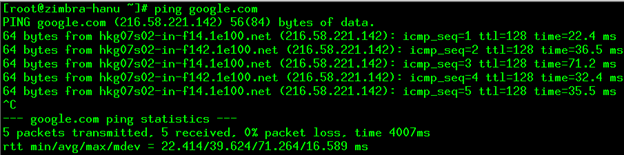 [root@zimbra-hanu ~]# ping google.com
PING google.com (216.58.221.142) 56(84) bytes of data.
64 bytes from hkg07s02-in-f14.1e100.net (216.58.221.142): icmp_seq=1 ttl=128 time=22.4 ms
64 bytes from hkg07s02-in-f142.1e100.net (216.58.221.142): icmp_seq=2 ttl=128 time=36.5 ms
64 bytes from hkg07s02-in-f14.1e100.net (216.58.221.142): icmp_seq=3 ttl=128 time=71.2 ms
64 bytes from hkg07s02-in-f142.1e100.net (216.58.221.142): icmp_seq=4 ttl=128 time=32.4 ms
64 bytes from hkg07s02-in-f14.1e100.net (216.58.221.142): icmp_seq=5 ttl=128 time=35.5 ms
^C
--- google.com ping statistics ---
5 packets transmitted, 5 received, 0% packet loss, time 4007ms
rtt min/avg/max/mdev = 22.414/39.624/71.264/16.589 ms